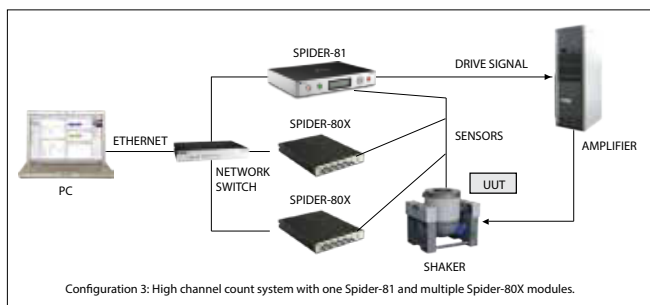 SPIDER-81
DRIVE SIGNAL
ETHERNET
SPIDER-80X
SENSORS
AMPLIFIER
NETWORK
SWITCH
PC
UUT
SPIDER-80X
SHAKER
Configuration 3: High channel count system with one Spider-81 and multiple Spider-80X modules.